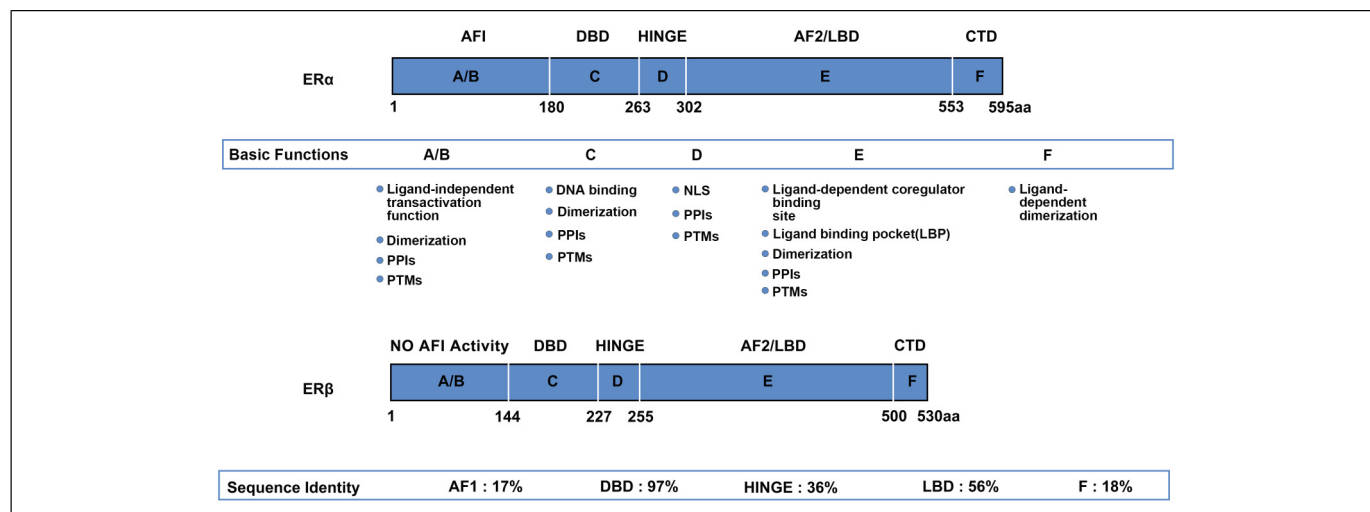 AFI DBD HINGE AF2/LBD CTD
ERα A/B C D E F
1 180 263 302 553 595aa
Basic Functions A/B C D E F
Ligand-independent
transactivation
function
Dimerization
PPIs
PTMs
DNA binding
Dimerization
PPIs
PTMs
NLS
PPIs
PTMs
Ligand-dependent coregulator
binding
site
Ligand binding pocket(LBP)
Dimerization
PPIs
PTMs
Ligand-
dependent
dimerization
NO AFI Activity DBD HINGE AF2/LBD CTD
ERβ A/B C D E F
1 144 227 255 500 530aa
Sequence Identity AF1 : 17% DBD : 97% HINGE : 36% LBD : 56% F : 18%